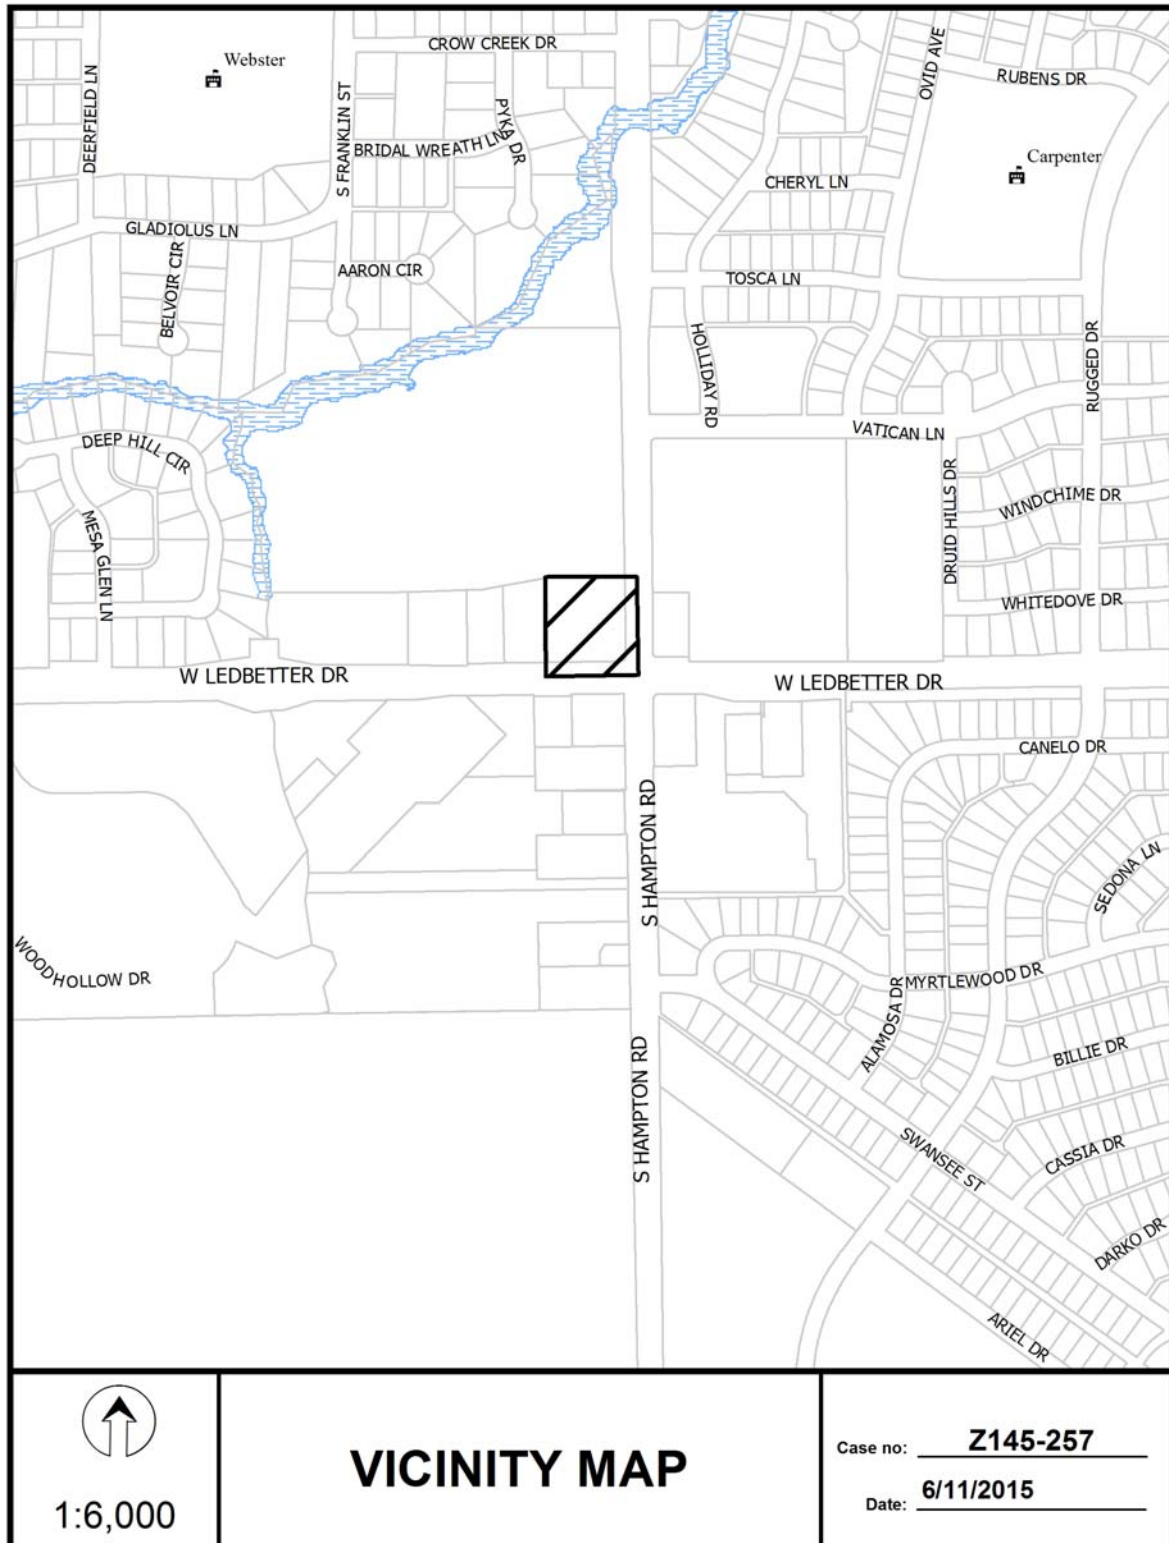 CROW CREEK DR
Webster
DEERFIELD LN
S FRANKLIN ST
PYKA DR
BRIDAL WREATH LN
OVID AVE
RUBENS DR
Carpenter
CHERYL LN
GLADIOLUS LN
BELVOIR CIR
AARON CIR
TOSCA LN
HOLLIDAY RD
RUGGED DR
VATICAN LN
DEEP HILL CIR
MESA GLEN LN
DRUID HILLS DR
WINDCHIME DR
WHITEDOVE DR
W LEDBETTER DR
W LEDBETTER DR
CANELO DR
S HAMPTON RD
SEDONA LN
WOODHOLLOW DR
MYRTLEWOOD DR
ALAMOSA DR
BILLIE DR
S HAMPTON RD
SWANSEE ST
CASSIA DR
DARKO DR
ARIEL DR
1:6,000
VICINITY MAP
Case no: Z145-257
Date: 6/11/2015